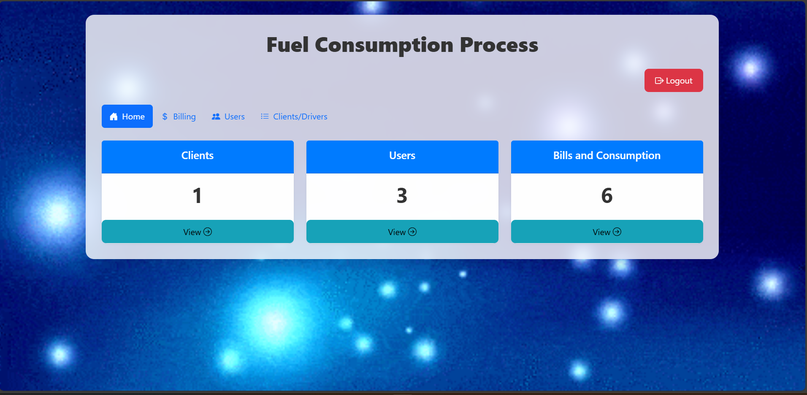 Fuel Consumption Process
Logout
Home Billing Users Clients/Drivers
Clients Users Bills and Consumption
1 3 6
View View View